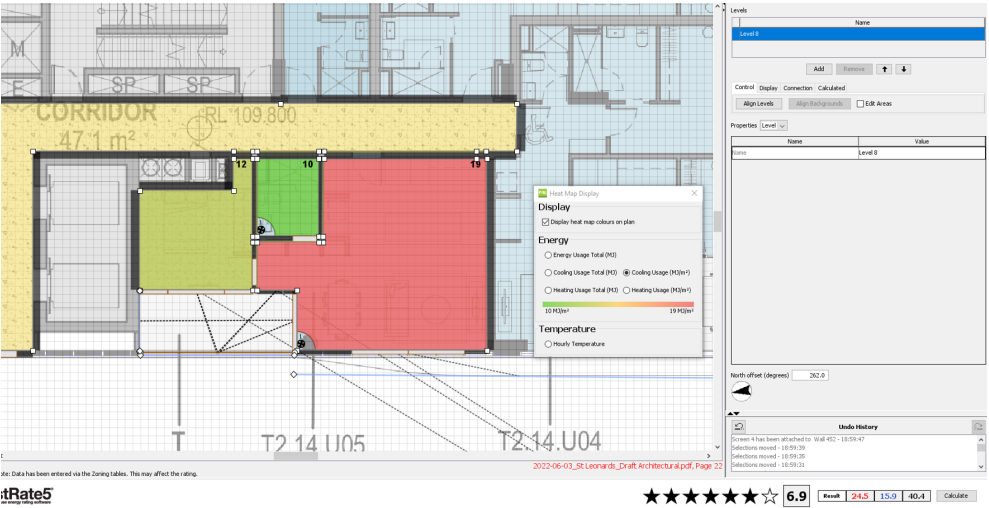 M
E
SP
SP
CORRIDOR
47.1 m²
RL 109.800
12
10
19
T
T2.14.U05
T2.14.U04
2022-06-03_St Leonards_Draft Architectural.pdf, Page 22
ote: Data has been entered via the Zoning tables. This may affect the rating.
Heat Map Display
Display
Display heat map colours on plan
Energy
Energy Usage Total (MJ)
Cooling Usage Total (MJ) Cooling Usage (MJ/m²)
Heating Usage Total (MJ) Heating Usage (MJ/m²)
10 MJ/m² 19 MJ/m²
Temperature
Hourly Temperature
Levels
Name
Level 8
Add Remove
Control Display Connection Calculated
Align Levels Align Backgrounds Edit Areas
Properties Level
Name Value
Name Level 8
North offset (degrees) 262.0
Undo History
Screen 4 has been attached to Wall 452 - 18:59:47
Selections moved - 18:59:39
Selections moved - 18:59:35
Selections moved - 18:59:31
stRate5
use energy rating software
6.9 Result 24.5 15.9 40.4 Calculate